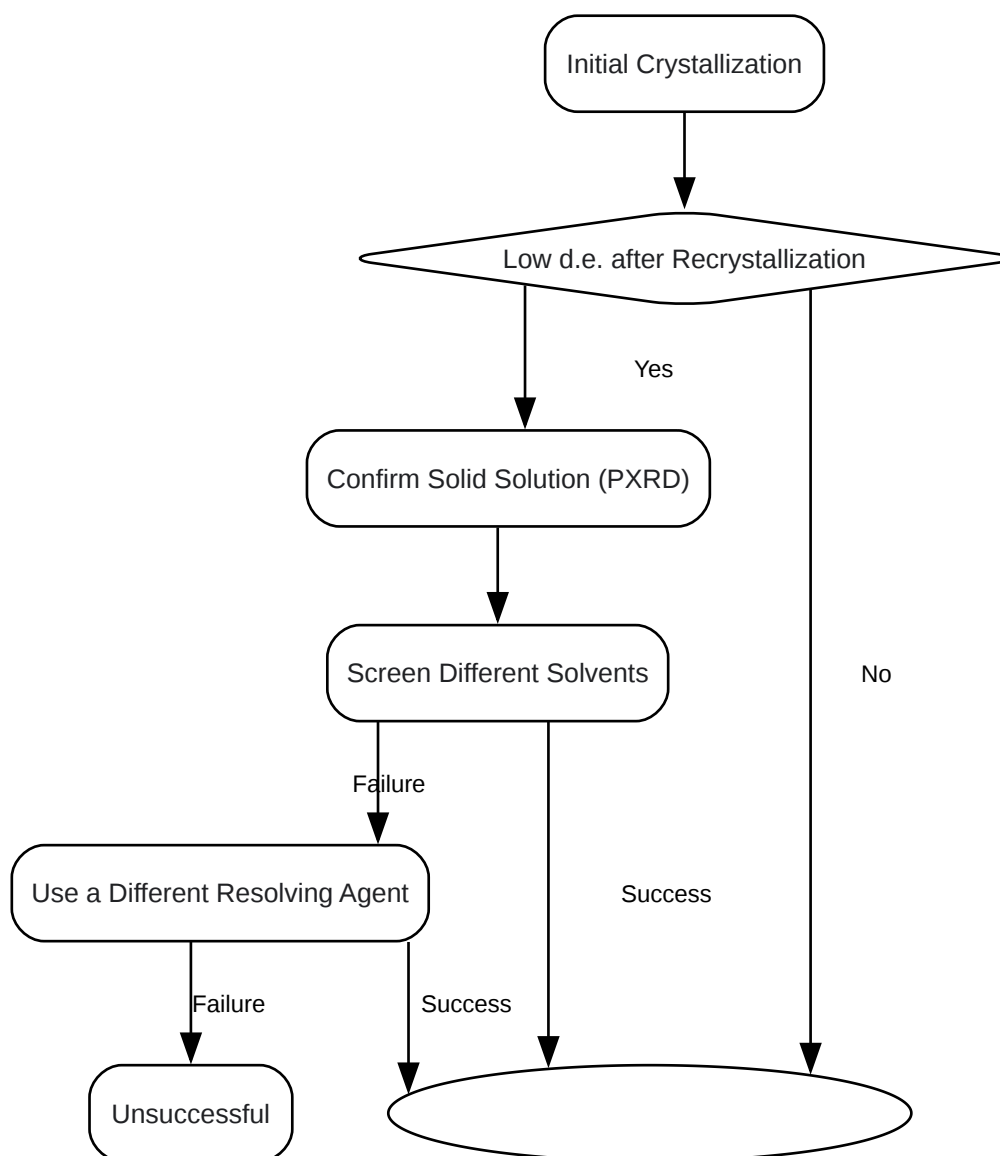 Initial Crystallization
Low d.e. after Recrystallization
Yes
Confirm Solid Solution (PXRD)
Screen Different Solvents
No
Failure
Use a Different Resolving Agent
Success
Failure
Success
Unsuccessful